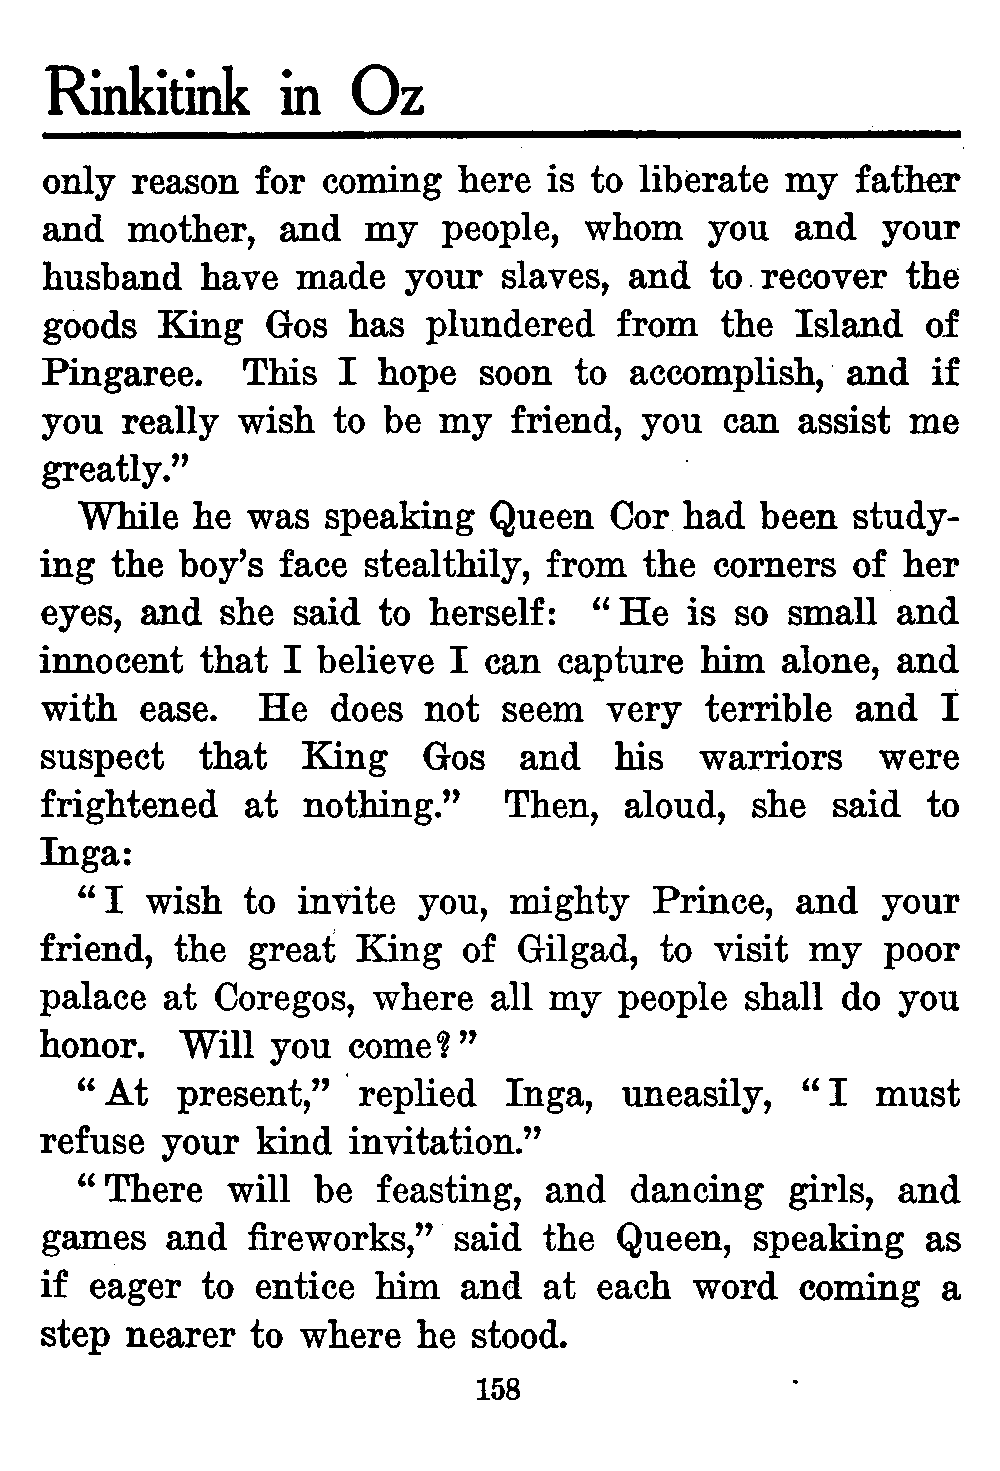 Rinkitink in Oz
only reason for coming here is to liberate my father
and mother, and my people, whom you and your
husband have made your slaves, and to recover the
goods King Gos has plundered from the Island of
Pingaree. This I hope soon to accomplish, and if
you really wish to be my friend, you can assist me
greatly.”
While he was speaking Queen Cor had been study-
ing the boy’s face stealthily, from the corners of her
eyes, and she said to herself: “He is so small and
innocent that I believe I can capture him alone, and
with ease. He does not seem very terrible and I
suspect that King Gos and his warriors were
frightened at nothing.” Then, aloud, she said to
Inga:
“I wish to invite you, mighty Prince, and your
friend, the great King of Gilgad, to visit my poor
palace at Coregos, where all my people shall do you
honor. Will you come?”
“At present,” replied Inga, uneasily, “I must
refuse your kind invitation.”
“There will be feasting, and dancing girls, and
games and fireworks,” said the Queen, speaking as
if eager to entice him and at each word coming a
step nearer to where he stood.
158